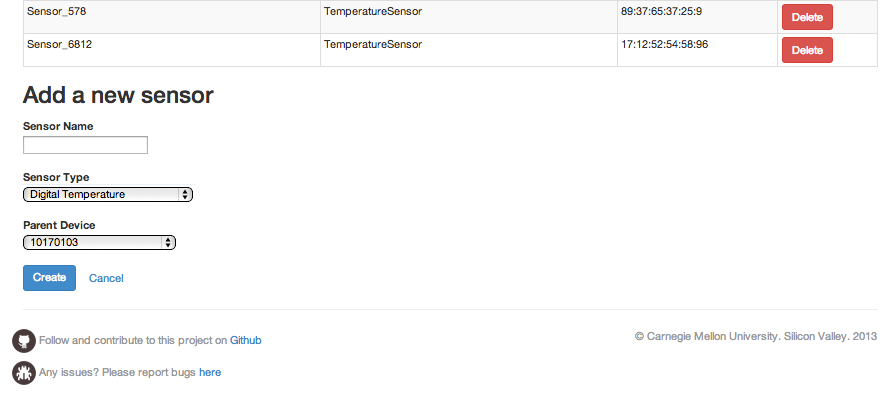 Sensor_578 TemperatureSensor 89:37:65:37:25:9 Delete
Sensor_6812 TemperatureSensor 17:12:52:54:58:96 Delete
Add a new sensor
Sensor Name
Sensor Type
Digital Temperature
Parent Device
10170103
Create Cancel
Follow and contribute to this project on Github
© Carnegie Mellon University. Silicon Valley. 2013
Any issues? Please report bugs here